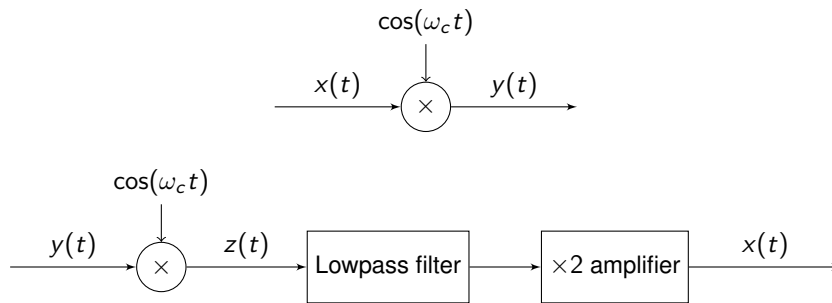 cos(ω_c t)
x(t)
×
y(t)
cos(ω_c t)
y(t)
×
z(t)
Lowpass filter
×2 amplifier
x(t)